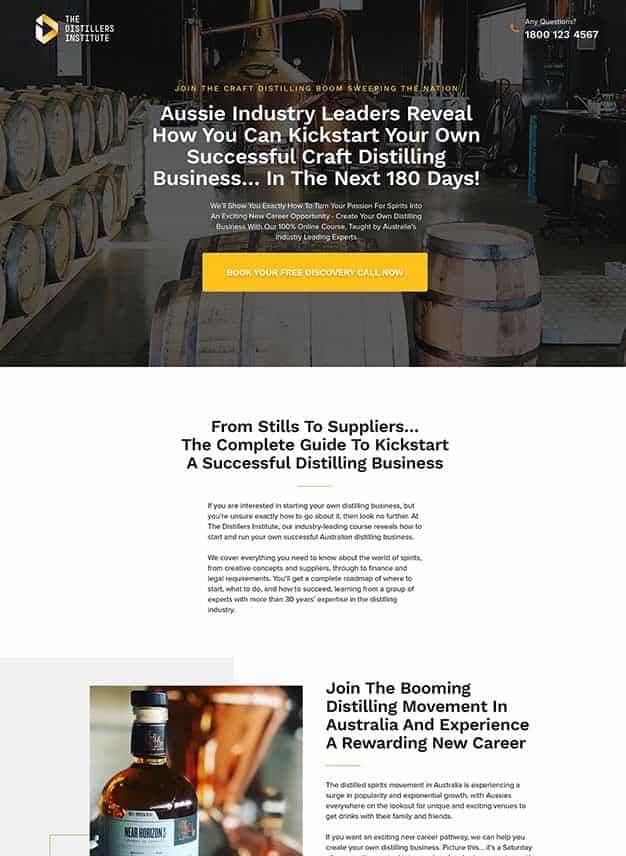 THE
DISTILLERS
INSTITUTE
Any Questions?
1800 123 4567
JOIN THE CRAFT DISTILLING BOOM SWEEPING THE NATION
Aussie Industry Leaders Reveal
How You Can Kickstart Your Own
Successful Craft Distilling
Business... In The Next 180 Days!
We'll Show You Exactly How To Turn Your Passion For Spirits Into
An Exciting New Career Opportunity - Create Your Own Distilling
Business With Our 100% Online Course, Taught by Australia's
Industry Leading Experts
BOOK YOUR FREE DISCOVERY CALL NOW
From Stills To Suppliers...
The Complete Guide To Kickstart
A Successful Distilling Business
If you are interested in starting your own distilling business, but
you're unsure exactly how to go about it, then look no further. At
The Distillers Institute, our industry-leading course reveals how to
start and run your own successful Australian distilling business.
We cover everything you need to know about the world of spirits,
from creative concepts and suppliers, through to finance and
legal requirements. You'll get a complete roadmap of where to
start, what to do, and how to succeed, learning from a group of
experts with more than 30 years' expertise in the distilling
industry.
Join The Booming
Distilling Movement In
Australia And Experience
A Rewarding New Career
The distilled spirits movement in Australia is experiencing a
surge in popularity and exponential growth, with Aussies
everywhere on the lookout for unique and exciting venues to
get drinks with their family and friends.
If you want an exciting new career pathway, we can help you
create your own distilling business. Picture this... it's a Saturday
NEAR HORIZON